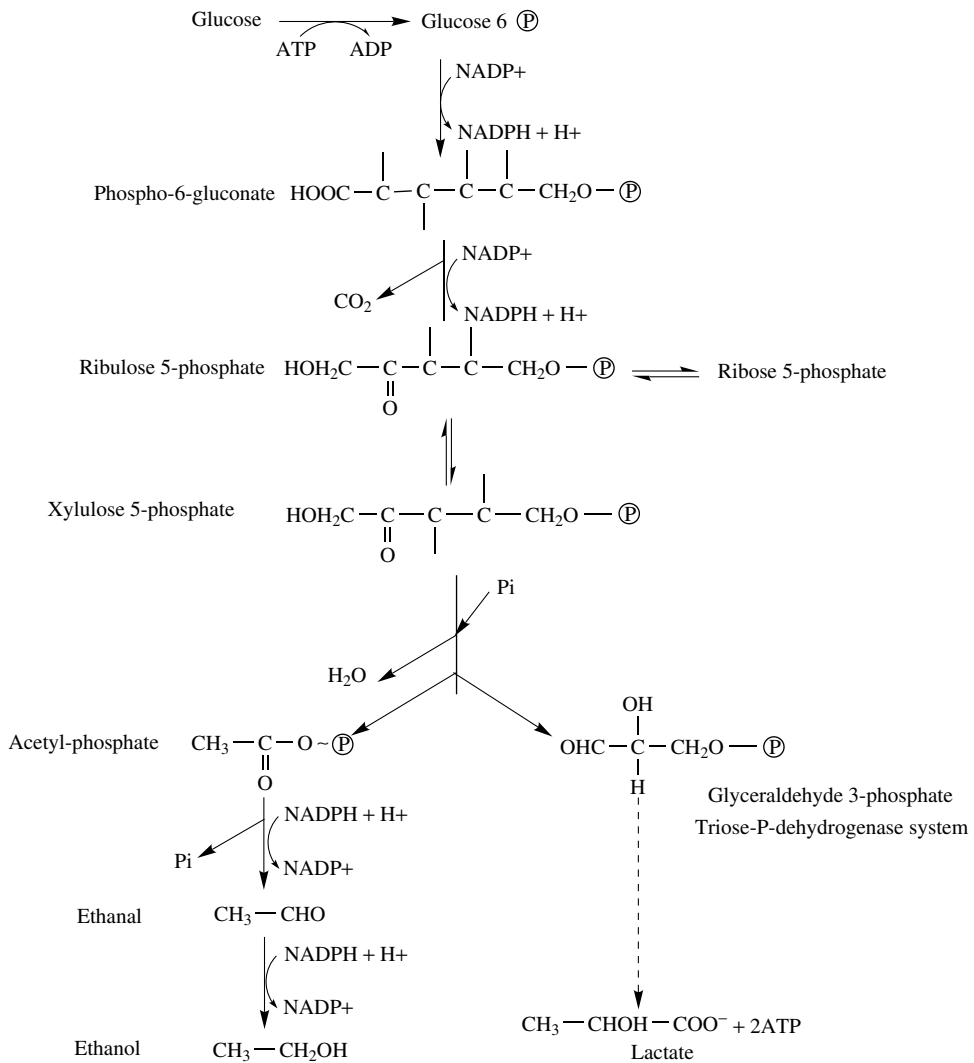 Glucose Glucose 6 Ⓟ
ATP ADP
NADP+
NADPH + H+
Phospho-6-gluconate HOOC C C C C CH₂O Ⓟ
NADP+
CO₂
NADPH + H+
Ribulose 5-phosphate HOH₂C C C C CH₂O Ⓟ Ribose 5-phosphate
O
Xylulose 5-phosphate HOH₂C C C C CH₂O Ⓟ
O
Pi
H₂O
OH
Acetyl-phosphate CH₃ C O ~ Ⓟ OHC C CH₂O Ⓟ
O H
Glyceraldehyde 3-phosphate
NADPH + H+
Triose-P-dehydrogenase system
Pi
NADP+
Ethanal CH₃ CHO
NADPH + H+
NADP+
CH₃ CHOH COO⁻ + 2ATP
Ethanol CH₃ CH₂OH Lactate